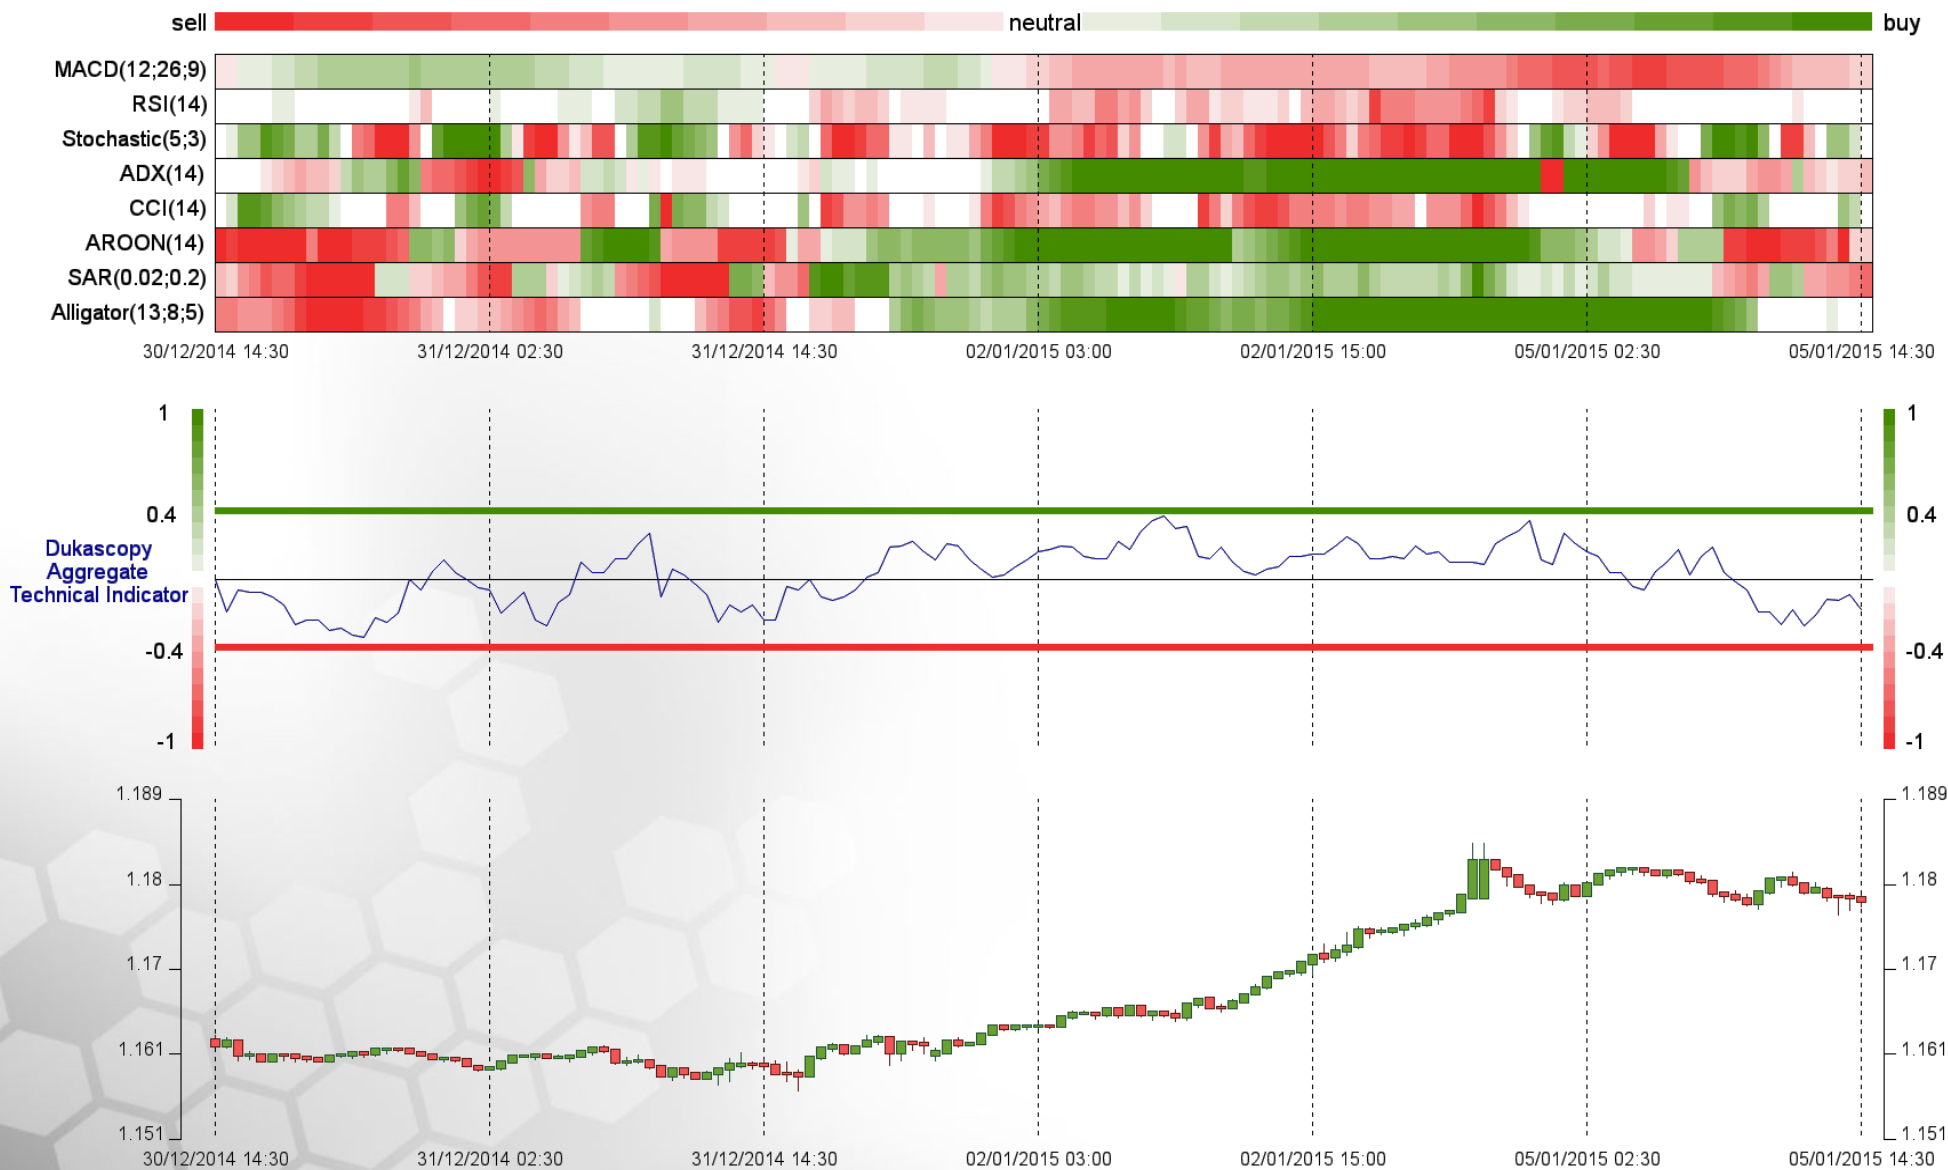 sell neutral buy
MACD(12;26;9)
RSI(14)
Stochastic(5;3)
ADX(14)
CCI(14)
AROON(14)
SAR(0.02;0.2)
Alligator(13;8;5)
30/12/2014 14:30 31/12/2014 02:30 31/12/2014 14:30 02/01/2015 03:00 02/01/2015 15:00 05/01/2015 02:30 05/01/2015 14:30
1 1
0.4 0.4
Dukascopy
Aggregate
Technical Indicator
-0.4 -0.4
-1 -1
1.189 1.189
1.18 1.18
1.17 1.17
1.161 1.161
1.151 1.151
30/12/2014 14:30 31/12/2014 02:30 31/12/2014 14:30 02/01/2015 03:00 02/01/2015 15:00 05/01/2015 02:30 05/01/2015 14:30